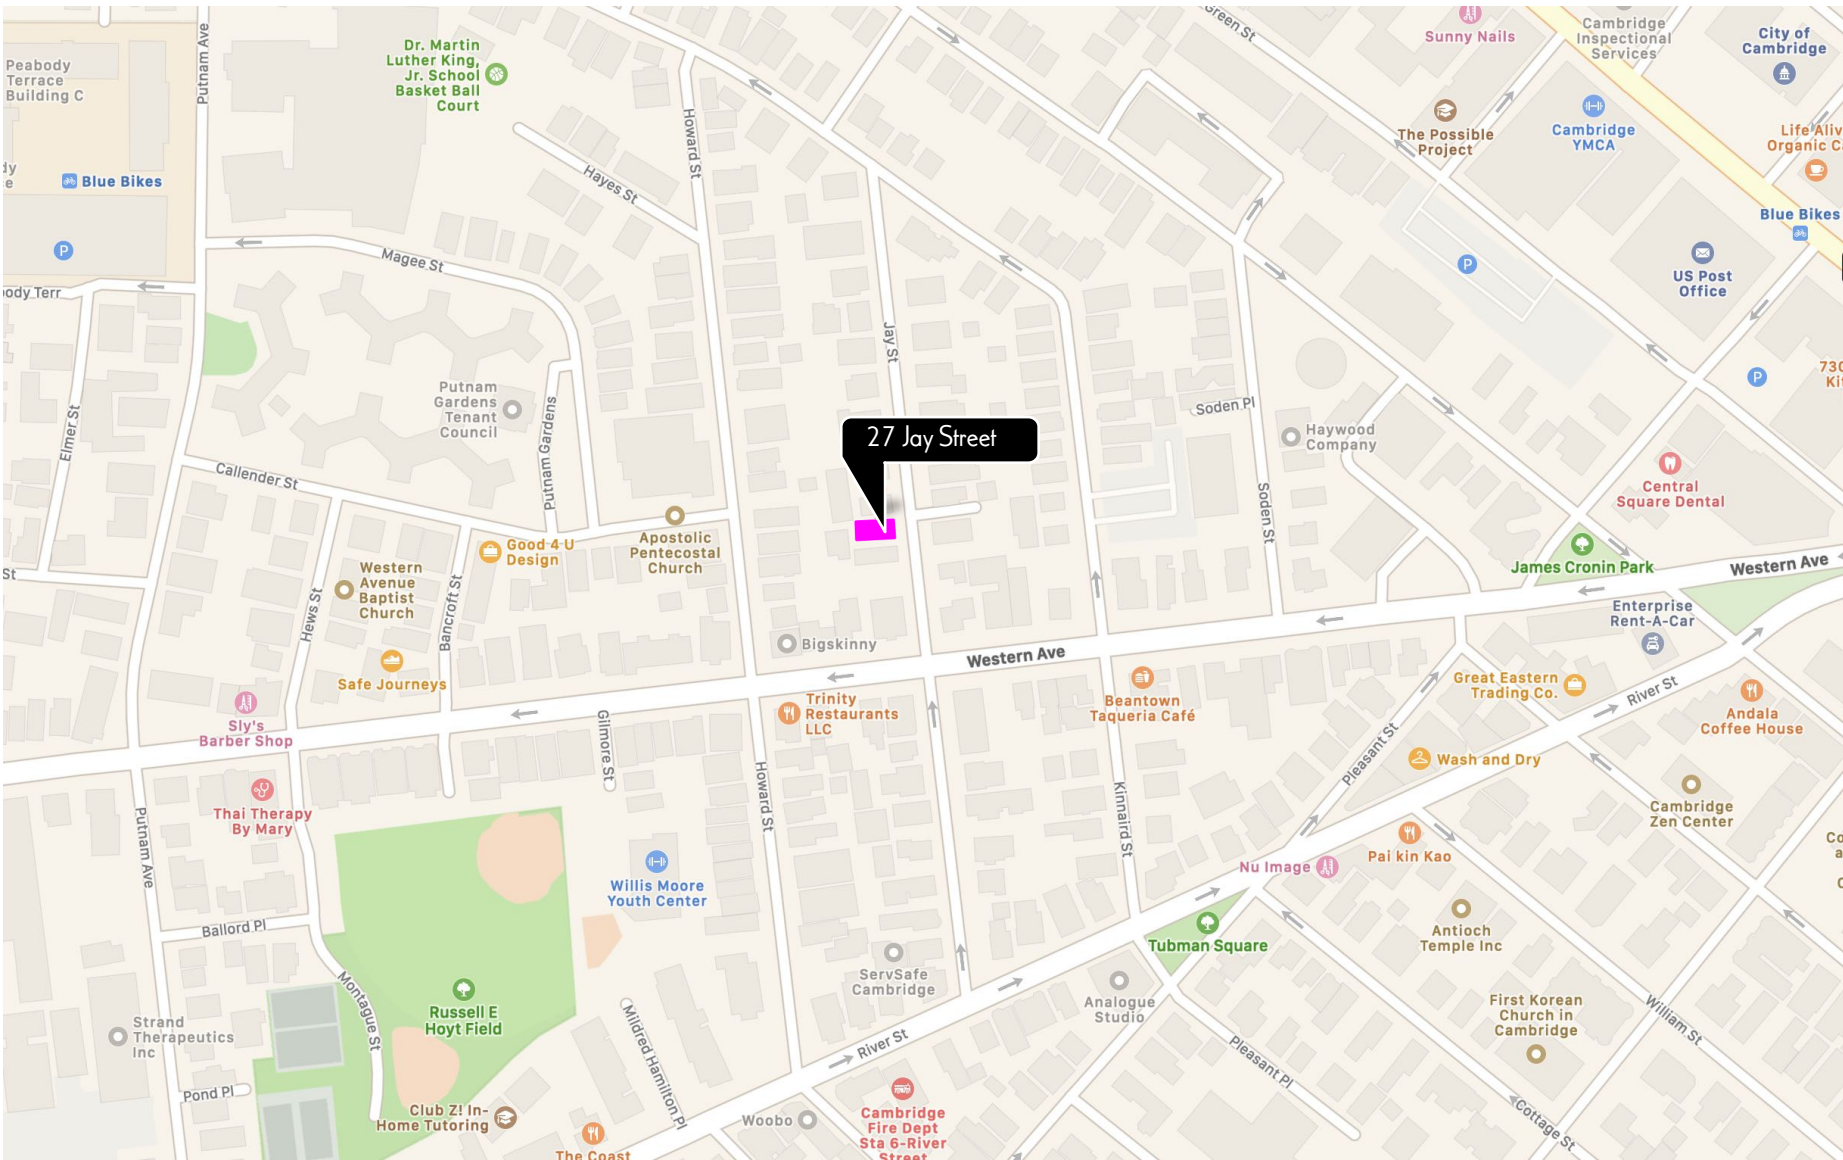 Putnam Ave
Peabody
Terrace
Building C
Dr. Martin
Luther King,
Jr. School
Basket Ball
Court
Green St
Sunny Nails
Cambridge
Inspectional
Services
City of
Cambridge
Howard St
The Possible
Project
Cambridge
YMCA
Life Aliv
Organic C
Blue Bikes
Hayes St
P
Magee St
Blue Bikes
US Post
Office
P
ody Terr
Jay St
P
730
Ki
Putnam
Gardens
Tenant
Council
Putnam Gardens
Elmer St
Soden Pl
27 Jay Street
Haywood
Company
Callender St
Central
Square Dental
Soden St
Apostolic
Pentecostal
Church
Good 4 U
Design
James Cronin Park
Western Ave
St
Western
Avenue
Baptist
Church
Hews St
Bancroft St
Enterprise
Rent-A-Car
Bigskinny
Western Ave
Safe Journeys
Great Eastern
Trading Co.
River St
Sly's
Barber Shop
Trinity
Restaurants
LLC
Beantown
Taqueria Café
Andala
Coffee House
Gilmore St
Pleasant St
Wash and Dry
Thai Therapy
By Mary
Howard St
Kinnaird St
Cambridge
Zen Center
Putnam Ave
Co
a
Pai kin Kao
Nu Image
Willis Moore
Youth Center
Ballord Pl
Antioch
Temple Inc
Tubman Square
Montague St
ServSafe
Cambridge
Analogue
Studio
Russell E
Hoyt Field
First Korean
Church in
Cambridge
William St
Strand
Therapeutics
Inc
Mildred Hamilton Pl
River St
Pleasant Pl
Pond Pl
Club Z! In-
Home Tutoring
Woobo
Cambridge
Fire Dept
Sta 6-River
Street
Cottage St
The Coast